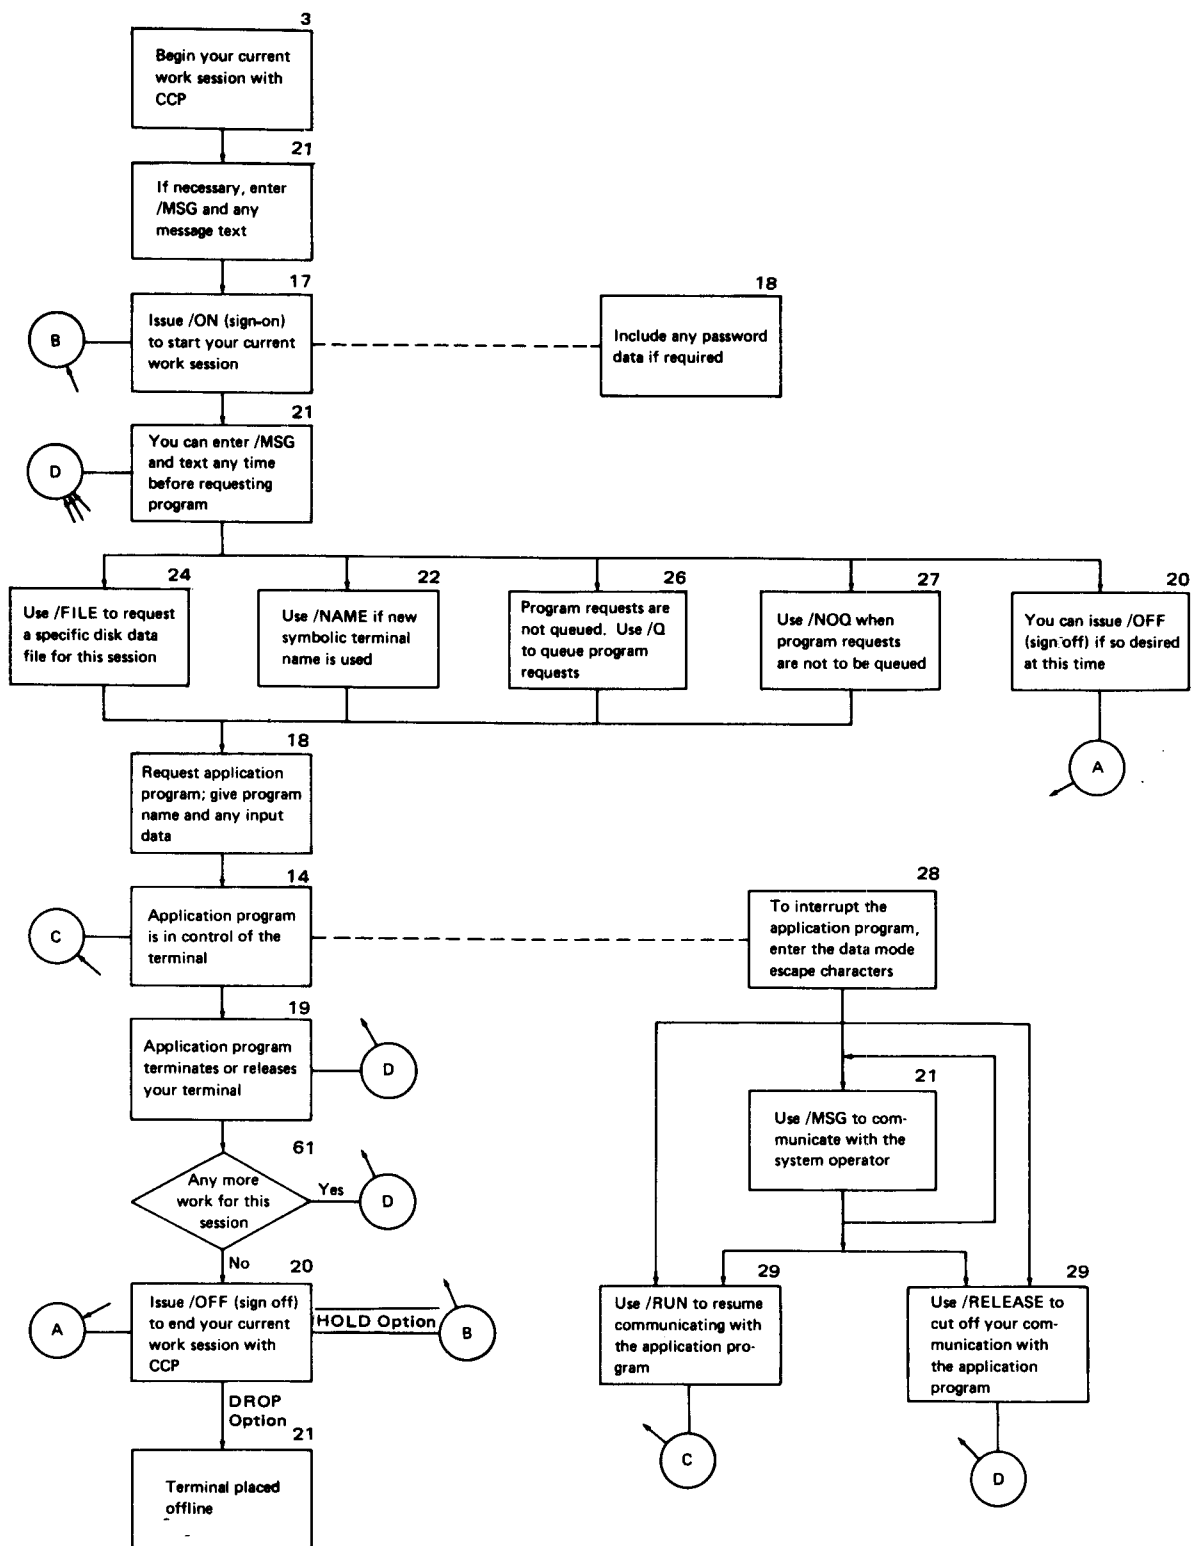 3
Begin your current
work session with
CCP
21
If necessary, enter
/MSG and any
message text
17
Issue /ON (sign-on)
to start your current
work session
B
18
Include any password
data if required
21
You can enter /MSG
and text any time
before requesting
program
D
24
Use /FILE to request
a specific disk data
file for this session
22
Use /NAME if new
symbolic terminal
name is used
26
Program requests are
not queued. Use /Q
to queue program
requests
27
Use /NOQ when
program requests
are not to be queued
20
You can issue /OFF
(sign-off) if so desired
at this time
A
18
Request application
program; give program
name and any input
data
14
Application program
is in control of the
terminal
C
28
To interrupt the
application program,
enter the data mode
escape characters
19
Application program
terminates or releases
your terminal
D
21
Use /MSG to com-
municate with the
system operator
61
Any more
work for this
session
Yes
D
No
20
Issue /OFF (sign off)
to end your current
work session with
CCP
A
HOLD Option
B
29
Use /RUN to resume
communicating with
the application pro-
gram
C
29
Use /RELEASE to
cut off your com-
munication with
the application
program
D
DROP
Option
21
Terminal placed
offline